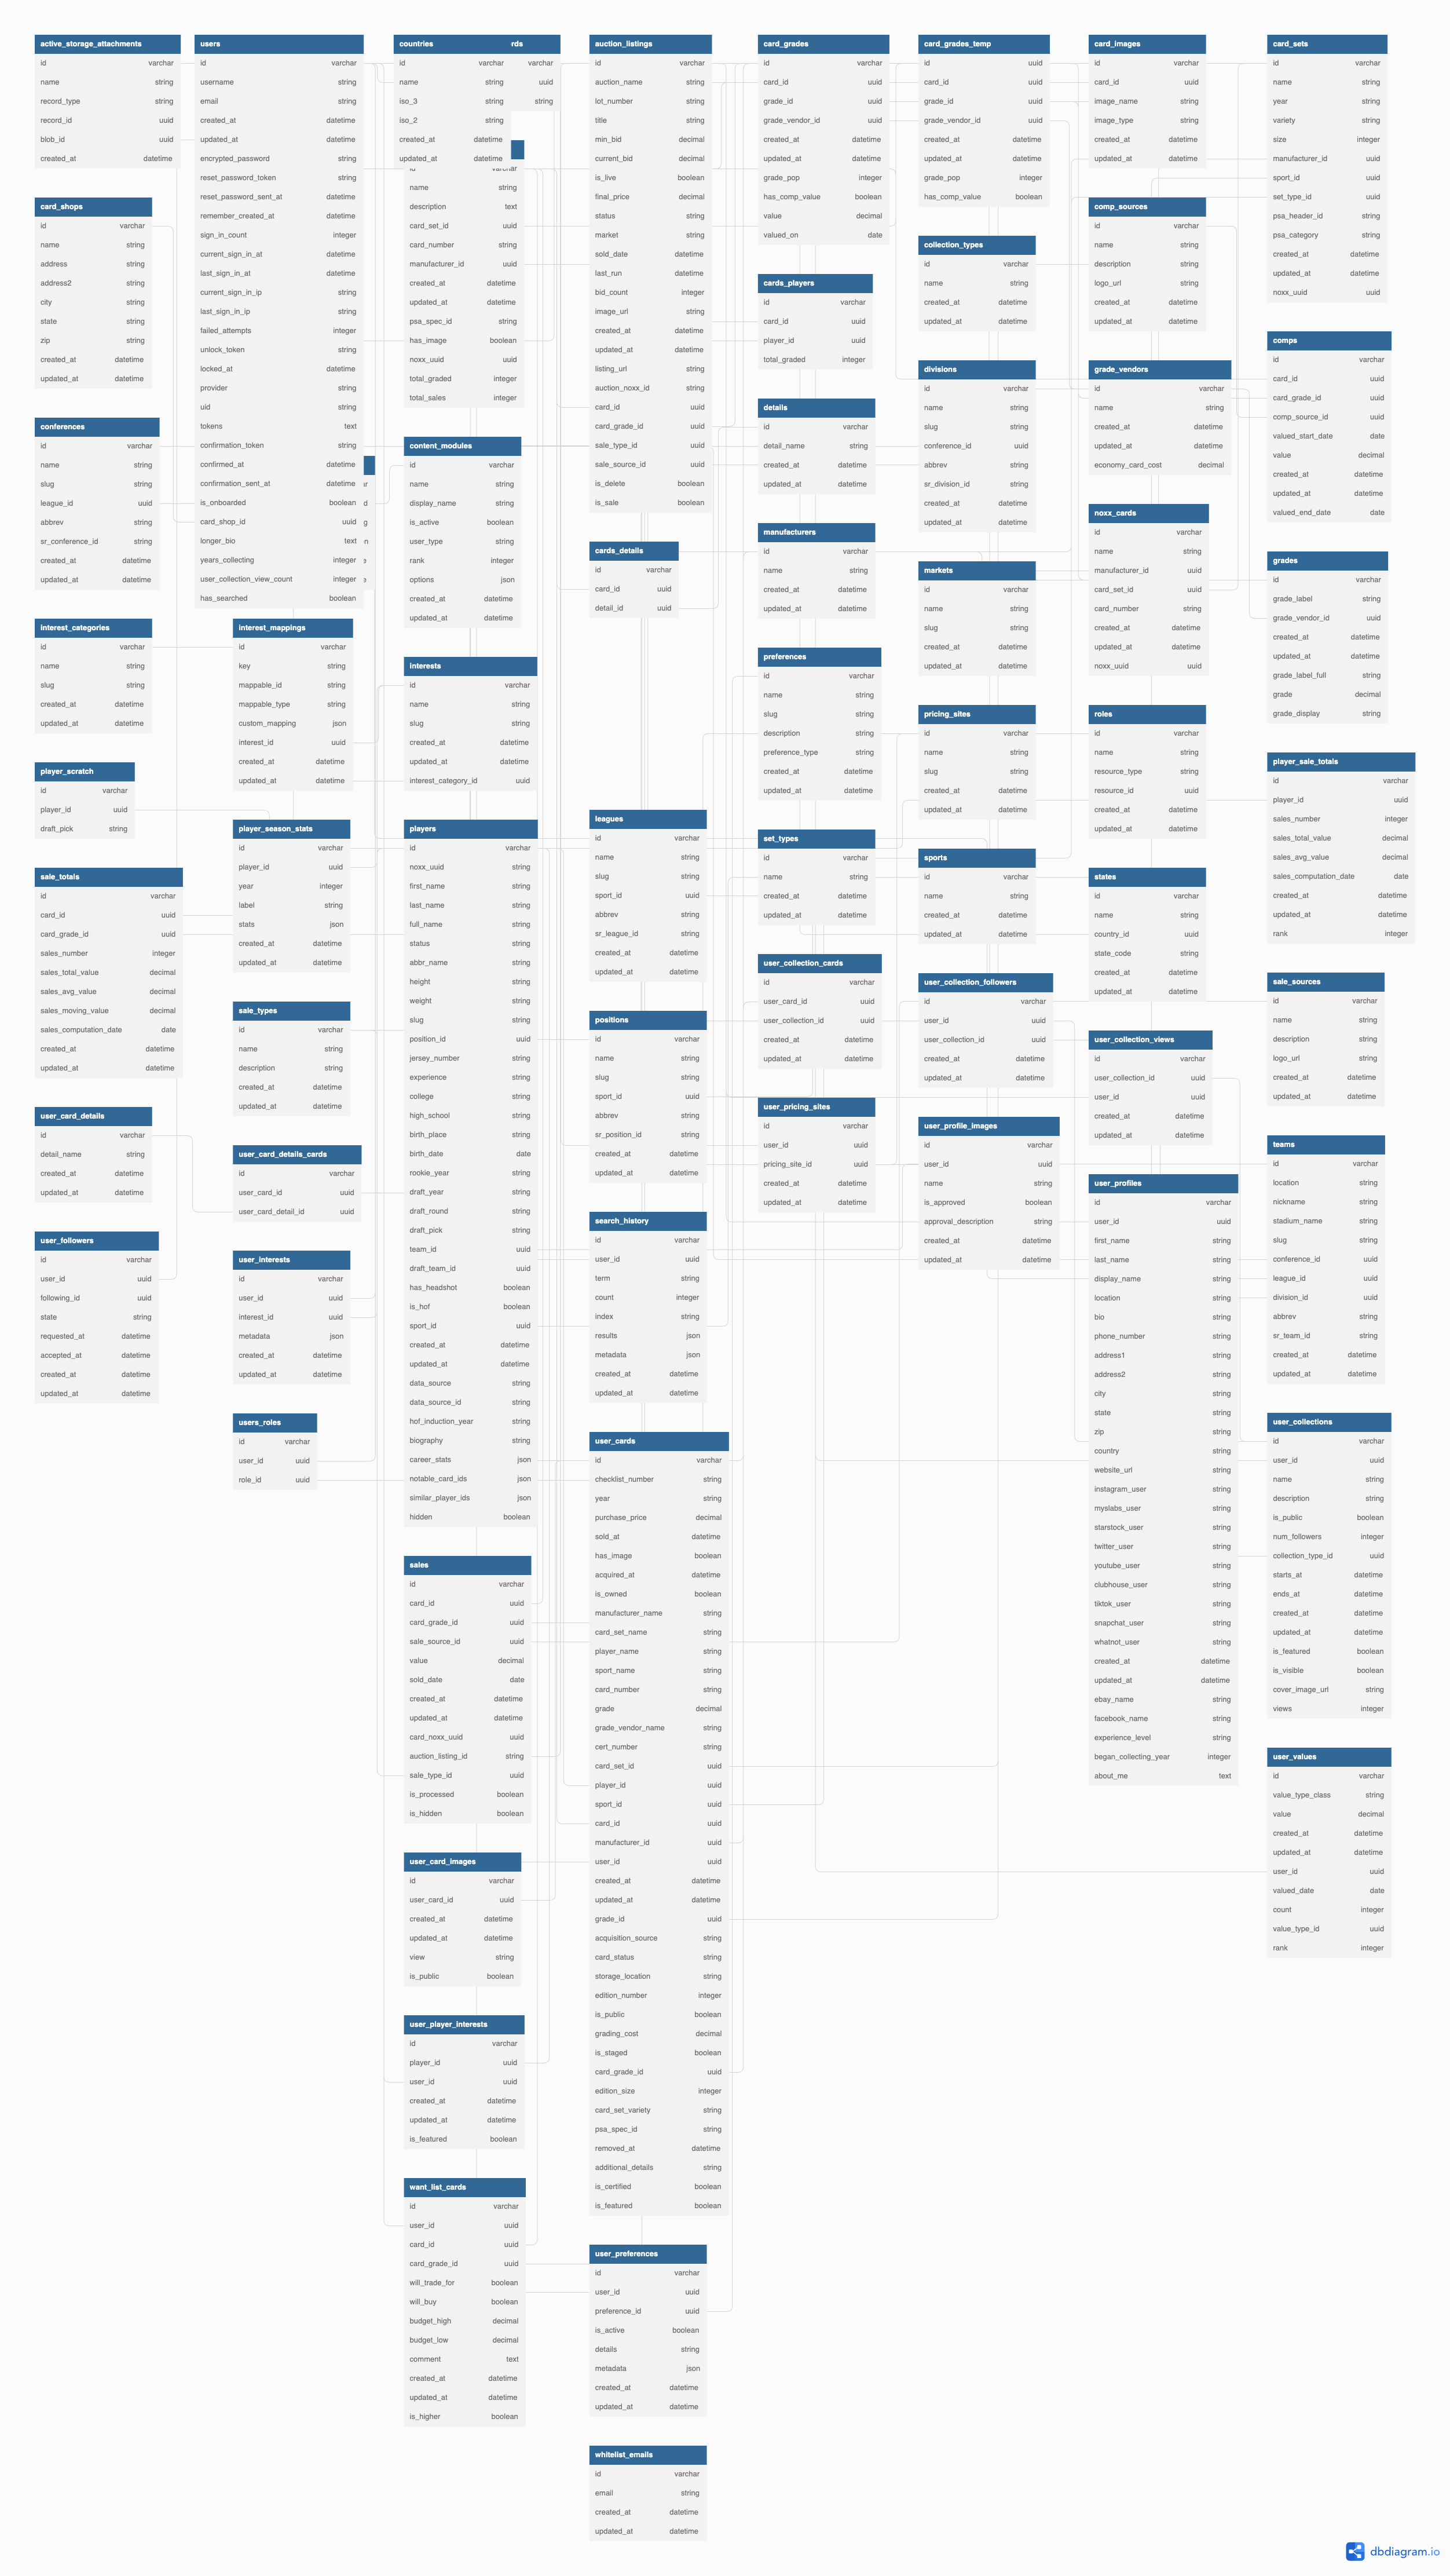 active_storage_attachments
id varchar
name string
record_type string
record_id uuid
blob_id uuid
created_at datetime
card_shops
id varchar
name string
address string
address2 string
city string
state string
zip string
created_at datetime
updated_at datetime
conferences
id varchar
name string
slug string
league_id uuid
abbrev string
sr_conference_id string
created_at datetime
updated_at datetime
interest_categories
id varchar
name string
slug string
created_at datetime
updated_at datetime
player_scratch
id varchar
player_id uuid
draft_pick string
sale_totals
id varchar
card_id uuid
card_grade_id uuid
sales_number integer
sales_total_value decimal
sales_avg_value decimal
sales_moving_value decimal
sales_computation_date date
created_at datetime
updated_at datetime
user_card_details
id varchar
detail_name string
created_at datetime
updated_at datetime
user_followers
id varchar
user_id uuid
following_id uuid
state string
requested_at datetime
accepted_at datetime
created_at datetime
updated_at datetime
users
id varchar
username string
email string
created_at datetime
updated_at datetime
encrypted_password string
reset_password_token string
reset_password_sent_at datetime
remember_created_at datetime
sign_in_count integer
current_sign_in_at datetime
last_sign_in_at datetime
current_sign_in_ip string
last_sign_in_ip string
failed_attempts integer
unlock_token string
locked_at datetime
provider string
uid string
tokens text
confirmation_token string
confirmed_at datetime
confirmation_sent_at datetime
is_onboarded boolean
card_shop_id uuid
longer_bio text
years_collecting integer
user_collection_view_count integer
has_searched boolean
interest_mappings
id varchar
key string
mappable_id string
mappable_type string
custom_mapping json
interest_id uuid
created_at datetime
updated_at datetime
player_season_stats
id varchar
player_id uuid
year integer
label string
stats json
created_at datetime
updated_at datetime
sale_types
id varchar
name string
description string
created_at datetime
updated_at datetime
user_card_details_cards
id varchar
user_card_id uuid
user_card_detail_id uuid
user_interests
id varchar
user_id uuid
interest_id uuid
metadata json
created_at datetime
updated_at datetime
users_roles
id varchar
user_id uuid
role_id uuid
countries rds
id varchar varchar
name string uuid
iso_3 string string
iso_2 string
created_at datetime
updated_at datetime
id varchar
name string
description text
card_set_id uuid
card_number string
manufacturer_id uuid
created_at datetime
updated_at datetime
psa_spec_id string
has_image boolean
noxx_uuid uuid
total_graded integer
total_sales integer
content_modules
id varchar
name string
display_name string
is_active boolean
user_type string
rank integer
options json
created_at datetime
updated_at datetime
interests
id varchar
name string
slug string
created_at datetime
updated_at datetime
interest_category_id uuid
players
id varchar
noxx_uuid string
first_name string
last_name string
full_name string
status string
abbr_name string
height string
weight string
slug string
position_id uuid
jersey_number string
experience string
college string
high_school string
birth_place string
birth_date date
rookie_year string
draft_year string
draft_round string
draft_pick string
team_id uuid
draft_team_id uuid
has_headshot boolean
is_hof boolean
sport_id uuid
created_at datetime
updated_at datetime
data_source string
data_source_id string
hof_induction_year string
biography string
career_stats json
notable_card_ids json
similar_player_ids json
hidden boolean
sales
id varchar
card_id uuid
card_grade_id uuid
sale_source_id uuid
value decimal
sold_date date
created_at datetime
updated_at datetime
card_noxx_uuid uuid
auction_listing_id string
sale_type_id uuid
is_processed boolean
is_hidden boolean
user_card_images
id varchar
user_card_id uuid
created_at datetime
updated_at datetime
view string
is_public boolean
user_player_interests
id varchar
player_id uuid
user_id uuid
created_at datetime
updated_at datetime
is_featured boolean
want_list_cards
id varchar
user_id uuid
card_id uuid
card_grade_id uuid
will_trade_for boolean
will_buy boolean
budget_high decimal
budget_low decimal
comment text
created_at datetime
updated_at datetime
is_higher boolean
auction_listings
id varchar
auction_name string
lot_number string
title string
min_bid decimal
current_bid decimal
is_live boolean
final_price decimal
status string
market string
sold_date datetime
last_run datetime
bid_count integer
image_url string
created_at datetime
updated_at datetime
listing_url string
auction_noxx_id string
card_id uuid
card_grade_id uuid
sale_type_id uuid
sale_source_id uuid
is_delete boolean
is_sale boolean
cards_details
id varchar
card_id uuid
detail_id uuid
leagues
id varchar
name string
slug string
sport_id uuid
abbrev string
sr_league_id string
created_at datetime
updated_at datetime
positions
id varchar
name string
slug string
sport_id uuid
abbrev string
sr_position_id string
created_at datetime
updated_at datetime
search_history
id varchar
user_id uuid
term string
count integer
index string
results json
metadata json
created_at datetime
updated_at datetime
user_cards
id varchar
checklist_number string
year string
purchase_price decimal
sold_at datetime
has_image boolean
acquired_at datetime
is_owned boolean
manufacturer_name string
card_set_name string
player_name string
sport_name string
card_number string
grade decimal
grade_vendor_name string
cert_number string
card_set_id uuid
player_id uuid
sport_id uuid
card_id uuid
manufacturer_id uuid
user_id uuid
created_at datetime
updated_at datetime
grade_id uuid
acquisition_source string
card_status string
storage_location string
edition_number integer
is_public boolean
grading_cost decimal
is_staged boolean
card_grade_id uuid
edition_size integer
card_set_variety string
psa_spec_id string
removed_at datetime
additional_details string
is_certified boolean
is_featured boolean
user_preferences
id varchar
user_id uuid
preference_id uuid
is_active boolean
details string
metadata json
created_at datetime
updated_at datetime
whitelist_emails
id varchar
email string
created_at datetime
updated_at datetime
card_grades
id varchar
card_id uuid
grade_id uuid
grade_vendor_id uuid
created_at datetime
updated_at datetime
grade_pop integer
has_comp_value boolean
value decimal
valued_on date
cards_players
id varchar
card_id uuid
player_id uuid
total_graded integer
details
id varchar
detail_name string
created_at datetime
updated_at datetime
manufacturers
id varchar
name string
created_at datetime
updated_at datetime
preferences
id varchar
name string
slug string
description string
preference_type string
created_at datetime
updated_at datetime
set_types
id varchar
name string
created_at datetime
updated_at datetime
user_collection_cards
id varchar
user_card_id uuid
user_collection_id uuid
created_at datetime
updated_at datetime
user_pricing_sites
id varchar
user_id uuid
pricing_site_id uuid
created_at datetime
updated_at datetime
card_grades_temp
id uuid
card_id uuid
grade_id uuid
grade_vendor_id uuid
created_at datetime
updated_at datetime
grade_pop integer
has_comp_value boolean
collection_types
id varchar
name string
created_at datetime
updated_at datetime
divisions
id varchar
name string
slug string
conference_id uuid
abbrev string
sr_division_id string
created_at datetime
updated_at datetime
markets
id varchar
name string
slug string
created_at datetime
updated_at datetime
pricing_sites
id varchar
name string
slug string
created_at datetime
updated_at datetime
sports
id varchar
name string
created_at datetime
updated_at datetime
user_collection_followers
id varchar
user_id uuid
user_collection_id uuid
created_at datetime
updated_at datetime
user_profile_images
id varchar
user_id uuid
name string
is_approved boolean
approval_description string
created_at datetime
updated_at datetime
card_images
id varchar
card_id uuid
image_name string
image_type string
created_at datetime
updated_at datetime
comp_sources
id varchar
name string
description string
logo_url string
created_at datetime
updated_at datetime
grade_vendors
id varchar
name string
created_at datetime
updated_at datetime
economy_card_cost decimal
noxx_cards
id varchar
name string
manufacturer_id uuid
card_set_id uuid
card_number string
created_at datetime
updated_at datetime
noxx_uuid uuid
roles
id varchar
name string
resource_type string
resource_id uuid
created_at datetime
updated_at datetime
states
id varchar
name string
country_id uuid
state_code string
created_at datetime
updated_at datetime
user_collection_views
id varchar
user_collection_id uuid
user_id uuid
created_at datetime
updated_at datetime
user_profiles
id varchar
user_id uuid
first_name string
last_name string
display_name string
location string
bio string
phone_number string
address1 string
address2 string
city string
state string
zip string
country string
website_url string
instagram_user string
myslabs_user string
starstock_user string
twitter_user string
youtube_user string
clubhouse_user string
tiktok_user string
snapchat_user string
whatnot_user string
created_at datetime
updated_at datetime
ebay_name string
facebook_name string
experience_level string
began_collecting_year integer
about_me text
card_sets
id varchar
name string
year string
variety string
size integer
manufacturer_id uuid
sport_id uuid
set_type_id uuid
psa_header_id string
psa_category string
created_at datetime
updated_at datetime
noxx_uuid uuid
comps
id varchar
card_id uuid
card_grade_id uuid
comp_source_id uuid
valued_start_date date
value decimal
created_at datetime
updated_at datetime
valued_end_date date
grades
id varchar
grade_label string
grade_vendor_id uuid
created_at datetime
updated_at datetime
grade_label_full string
grade decimal
grade_display string
player_sale_totals
id varchar
player_id uuid
sales_number integer
sales_total_value decimal
sales_avg_value decimal
sales_computation_date date
created_at datetime
updated_at datetime
rank integer
sale_sources
id varchar
name string
description string
logo_url string
created_at datetime
updated_at datetime
teams
id varchar
location string
nickname string
stadium_name string
slug string
conference_id uuid
league_id uuid
division_id uuid
abbrev string
sr_team_id string
created_at datetime
updated_at datetime
user_collections
id varchar
user_id uuid
name string
description string
is_public boolean
num_followers integer
collection_type_id uuid
starts_at datetime
ends_at datetime
created_at datetime
updated_at datetime
is_featured boolean
is_visible boolean
cover_image_url string
views integer
user_values
id varchar
value_type_class string
value decimal
created_at datetime
updated_at datetime
user_id uuid
valued_date date
count integer
value_type_id uuid
rank integer
dbdiagram.io